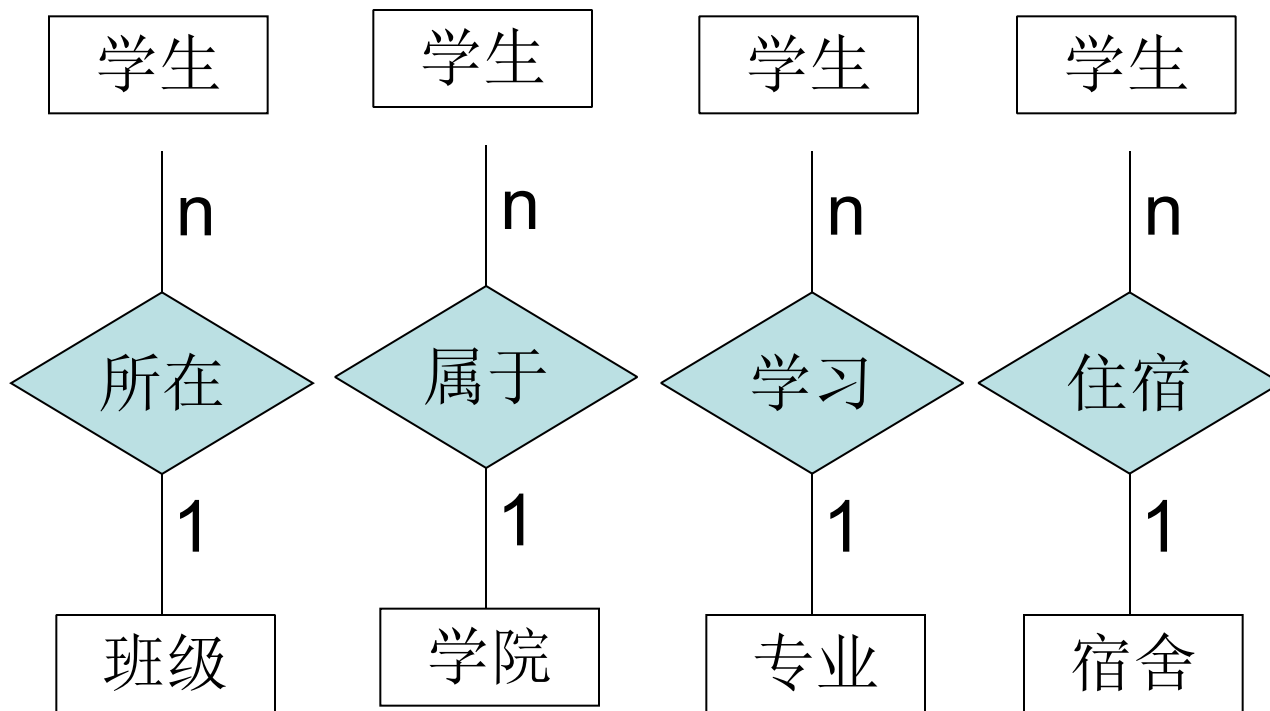 学生 学生 学生 学生
n n n n
所在 属于 学习 住宿
1 1 1 1
班级 学院 专业 宿舍